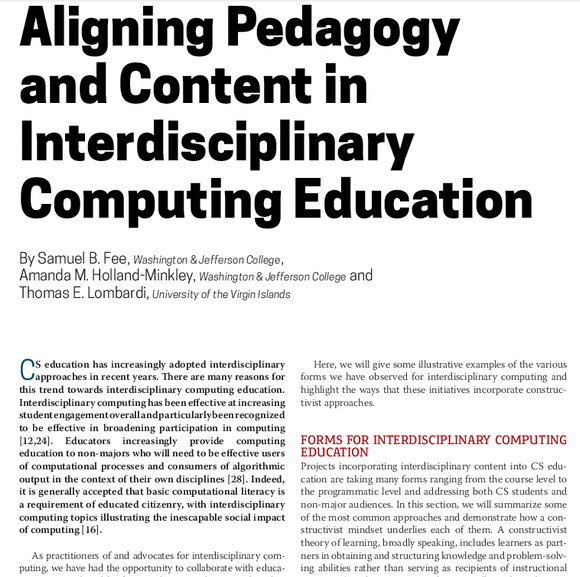 Aligning Pedagogy
and Content in
Interdisciplinary
Computing Education
By Samuel B. Fee, Washington & Jefferson College,
Amanda M. Holland-Minkley, Washington & Jefferson College and
Thomas E. Lombardi, University of the Virgin Islands
CS education has increasingly adopted interdisciplinary
approaches in recent years. There are many reasons for
this trend towards interdisciplinary computing education.
Interdisciplinary computing has been effective at increasing
student engagement overall and particularly been recognized
to be effective in broadening participation in computing
[12,24]. Educators increasingly provide computing
education to non-majors who will need to be effective users
of computational processes and consumers of algorithmic
output in the context of their own disciplines [28]. Indeed,
it is generally accepted that basic computational literacy is
a requirement of educated citizenry, with interdisciplinary
computing topics illustrating the inescapable social impact
of computing [16].
As practitioners of and advocates for interdisciplinary com-
puting, we have had the opportunity to collaborate with educa-
Here, we will give some illustrative examples of the various
forms we have observed for interdisciplinary computing and
highlight the ways that these initiatives incorporate construc-
tivist approaches.
FORMS FOR INTERDISCIPLINARY COMPUTING
EDUCATION
Projects incorporating interdisciplinary content into CS edu-
cation are taking many forms ranging from the course level to
the programmatic level and addressing both CS students and
non-major audiences. In this section, we will summarize some
of the most common approaches and demonstrate how a con-
structivist mindset underlies each of them. A constructivist
theory of learning, broadly speaking, includes learners as part-
ners in obtaining and structuring knowledge and problem-solv-
ing abilities rather than serving as recipients of instructional